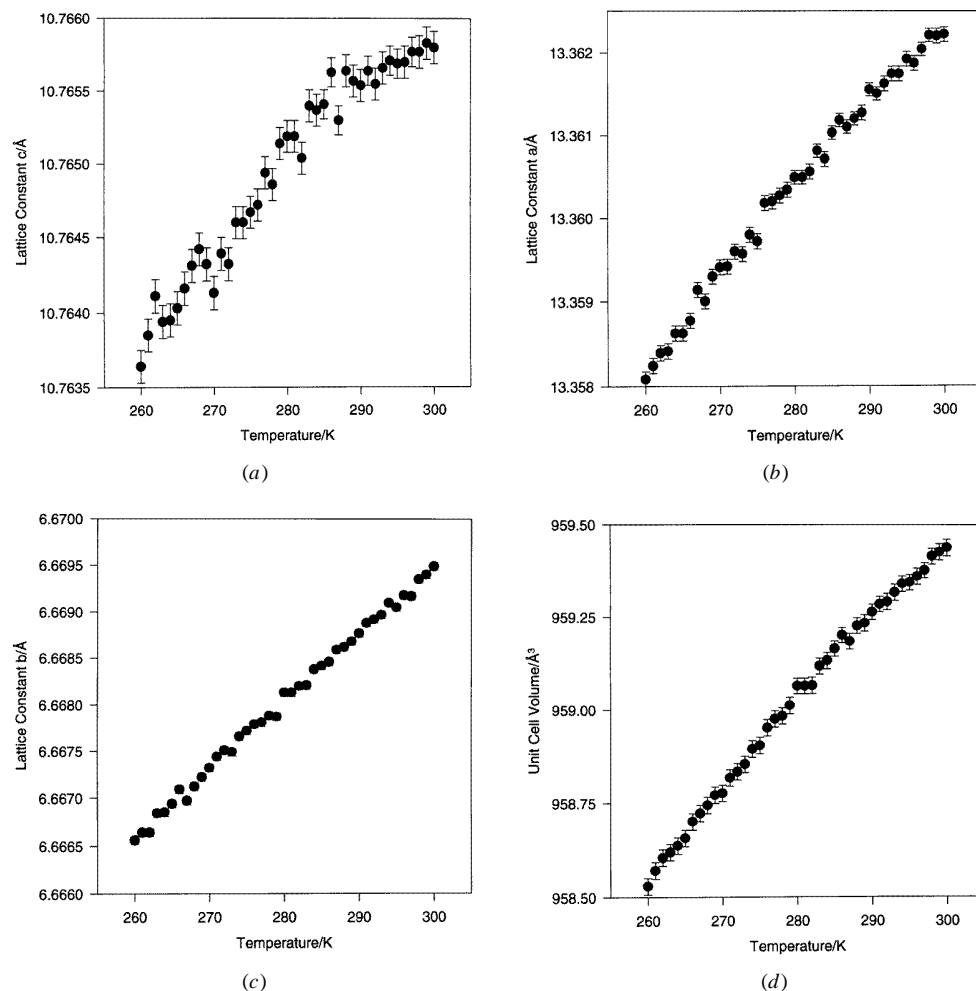 10.7660
10.7655
10.7650
10.7645
10.7640
10.7635
Lattice Constant c/Å
260 270 280 290 300
Temperature/K
(a)
13.362
13.361
13.360
13.359
13.358
Lattice Constant a/Å
260 270 280 290 300
Temperature/K
(b)
6.6700
6.6695
6.6690
6.6685
6.6680
6.6675
6.6670
6.6665
6.6660
Lattice Constant b/Å
260 270 280 290 300
Temperature/K
(c)
959.50
959.25
959.00
958.75
958.50
Unit Cell Volume/Å³
260 270 280 290 300
Temperature/K
(d)